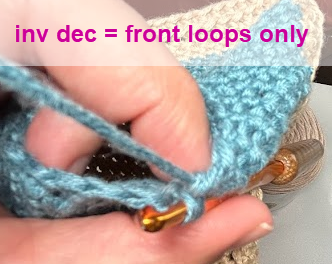 inv dec = front loops only